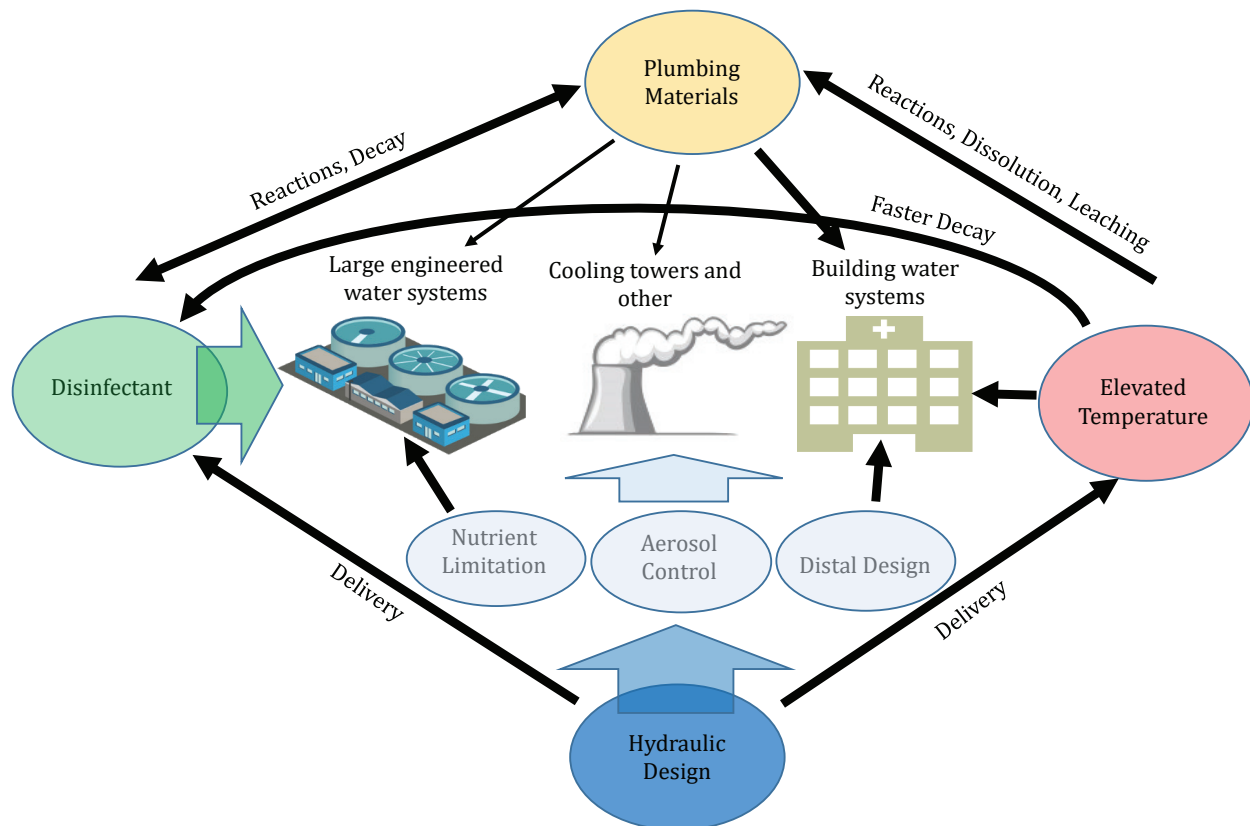 Plumbing
Materials
Reactions, Decay
Reactions, Dissolution, Leaching
Faster Decay
Large engineered
water systems
Cooling towers and
other
Building water
systems
Disinfectant
Elevated
Temperature
Nutrient
Limitation
Aerosol
Control
Distal Design
Delivery
Delivery
Hydraulic
Design